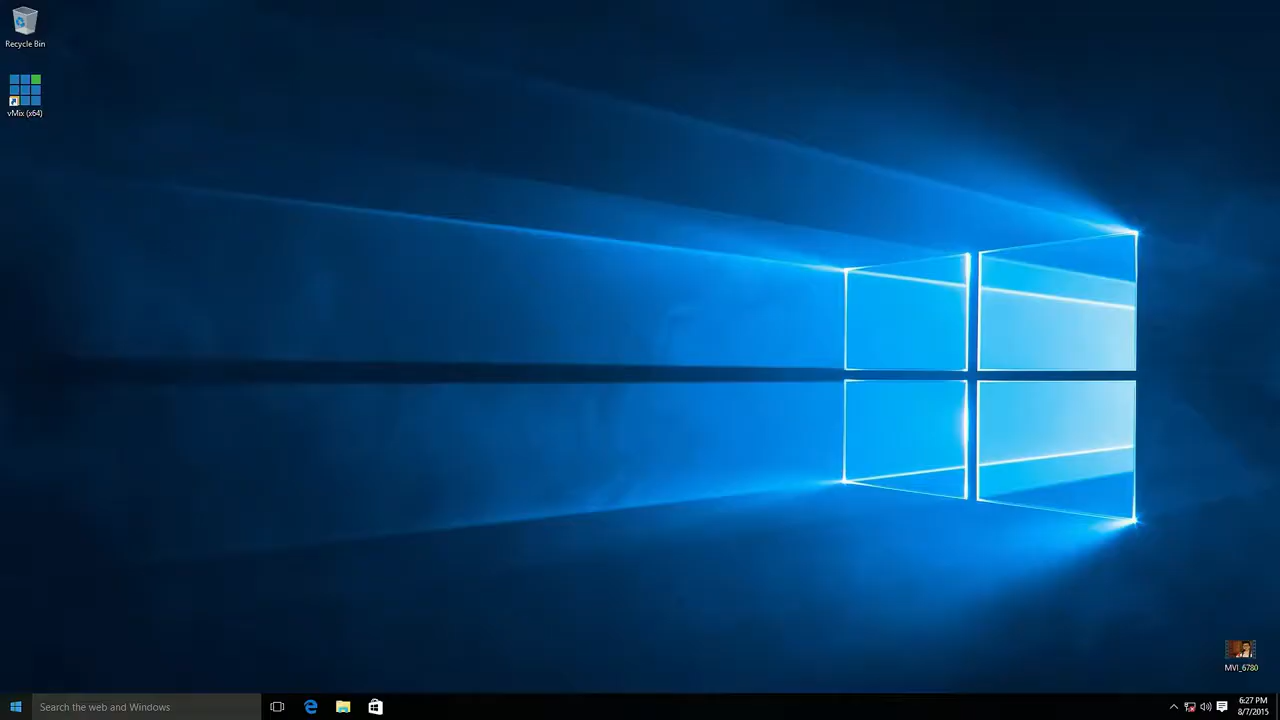 Recycle Bin
vMix (x64)
MVI_6780
Search the web and Windows
6:27 PM
8/7/2015